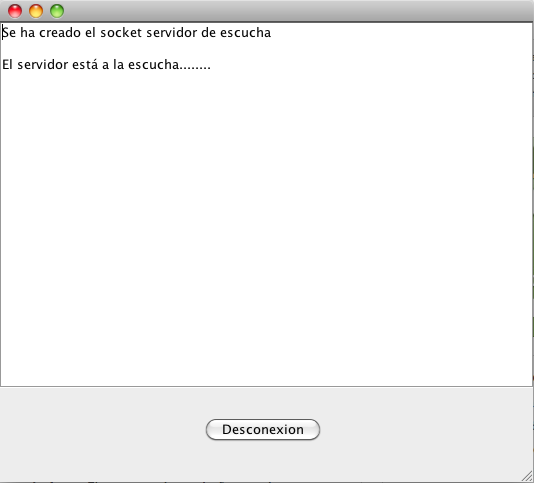 Se ha creado el socket servidor de escucha
El servidor está a la escucha........
Desconexion